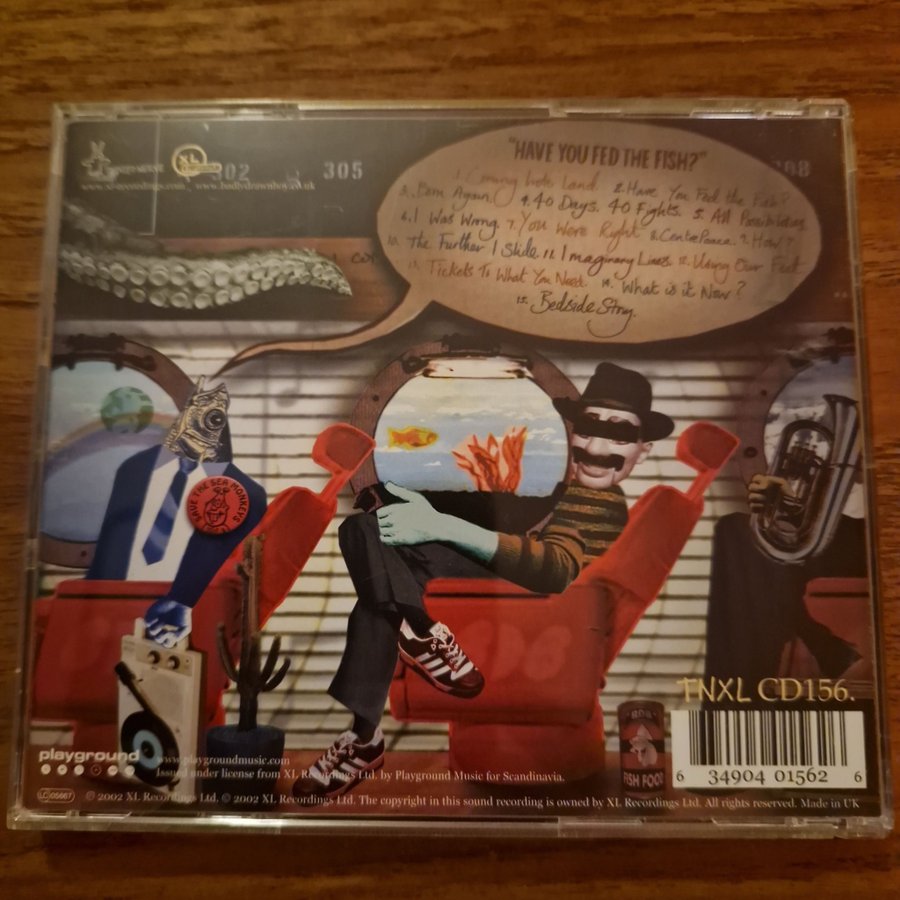 XL
302 305
www.xl-recordings.com www.badlydrawnboy.co.uk
"HAVE YOU FED THE FISH?"
1. Coming Into Land. 2. Have You Fed the Fish?
3. Born Again. 4. 40 Days. 40 Fights. 5. All Possibilities.
6. I Was Wrong. 7. You Were Right 8. Centrepeace. 9. How?
10. The Further I Slide. 11. Imaginary Lines. 12. Using Our Feet
13. Tickets To What You Need. 14. What is it Now?
15. Bedside Story.
SAVE THE SEA MONKEYS
TNXL CD156.
FISH FOOD
6 34904 01562 6
playground
www.playgroundmusic.com
Issued under license from XL Recordings Ltd. by Playground Music for Scandinavia.
LC 05667
℗ 2002 XL Recordings Ltd. © 2002 XL Recordings Ltd. The copyright in this sound recording is owned by XL Recordings Ltd. All rights reserved. Made in UK